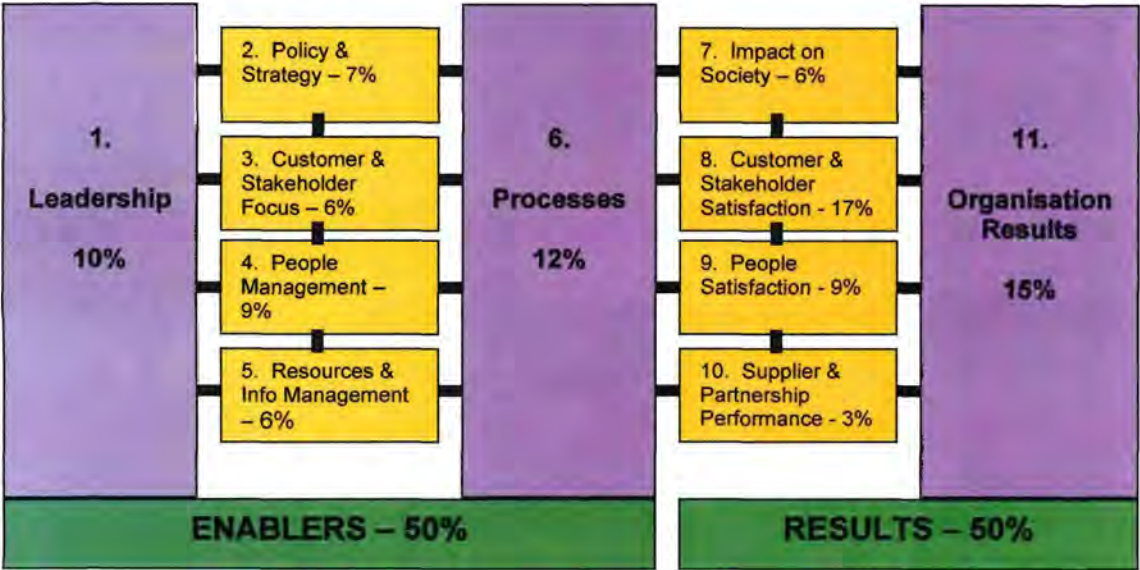 1.
Leadership
10%
2. Policy &
Strategy – 7%
3. Customer &
Stakeholder
Focus – 6%
4. People
Management –
9%
5. Resources &
Info Management
– 6%
6.
Processes
12%
7. Impact on
Society – 6%
8. Customer &
Stakeholder
Satisfaction - 17%
9. People
Satisfaction - 9%
10. Supplier &
Partnership
Performance - 3%
11.
Organisation
Results
15%
ENABLERS – 50%
RESULTS – 50%